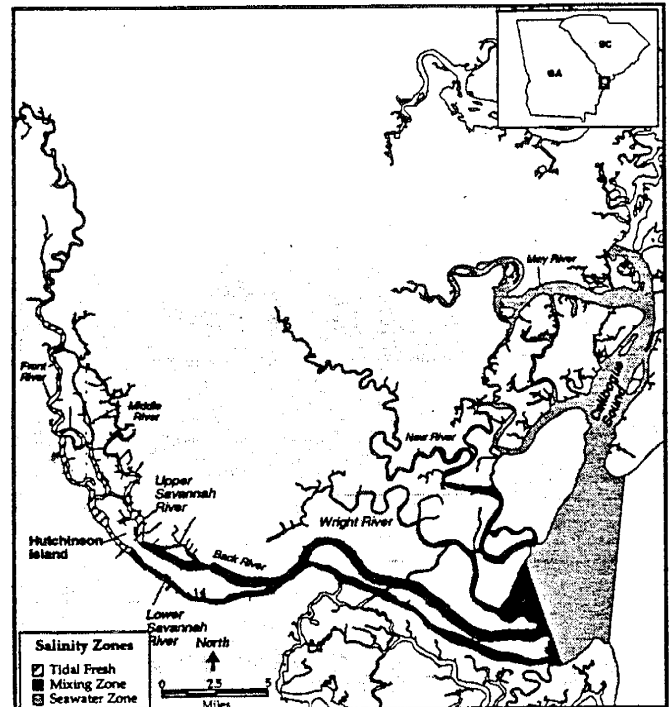 SC
GA
May River
Calibogue
Sound
Front
River
Middle
River
New River
Upper
Savannah
River
Wright River
Hutchinson
Island
Back River
Lower
Savannah
River
North
Salinity Zones
Tidal Fresh
Mixing Zone
Seawater Zone
0 2.5 5
Miles